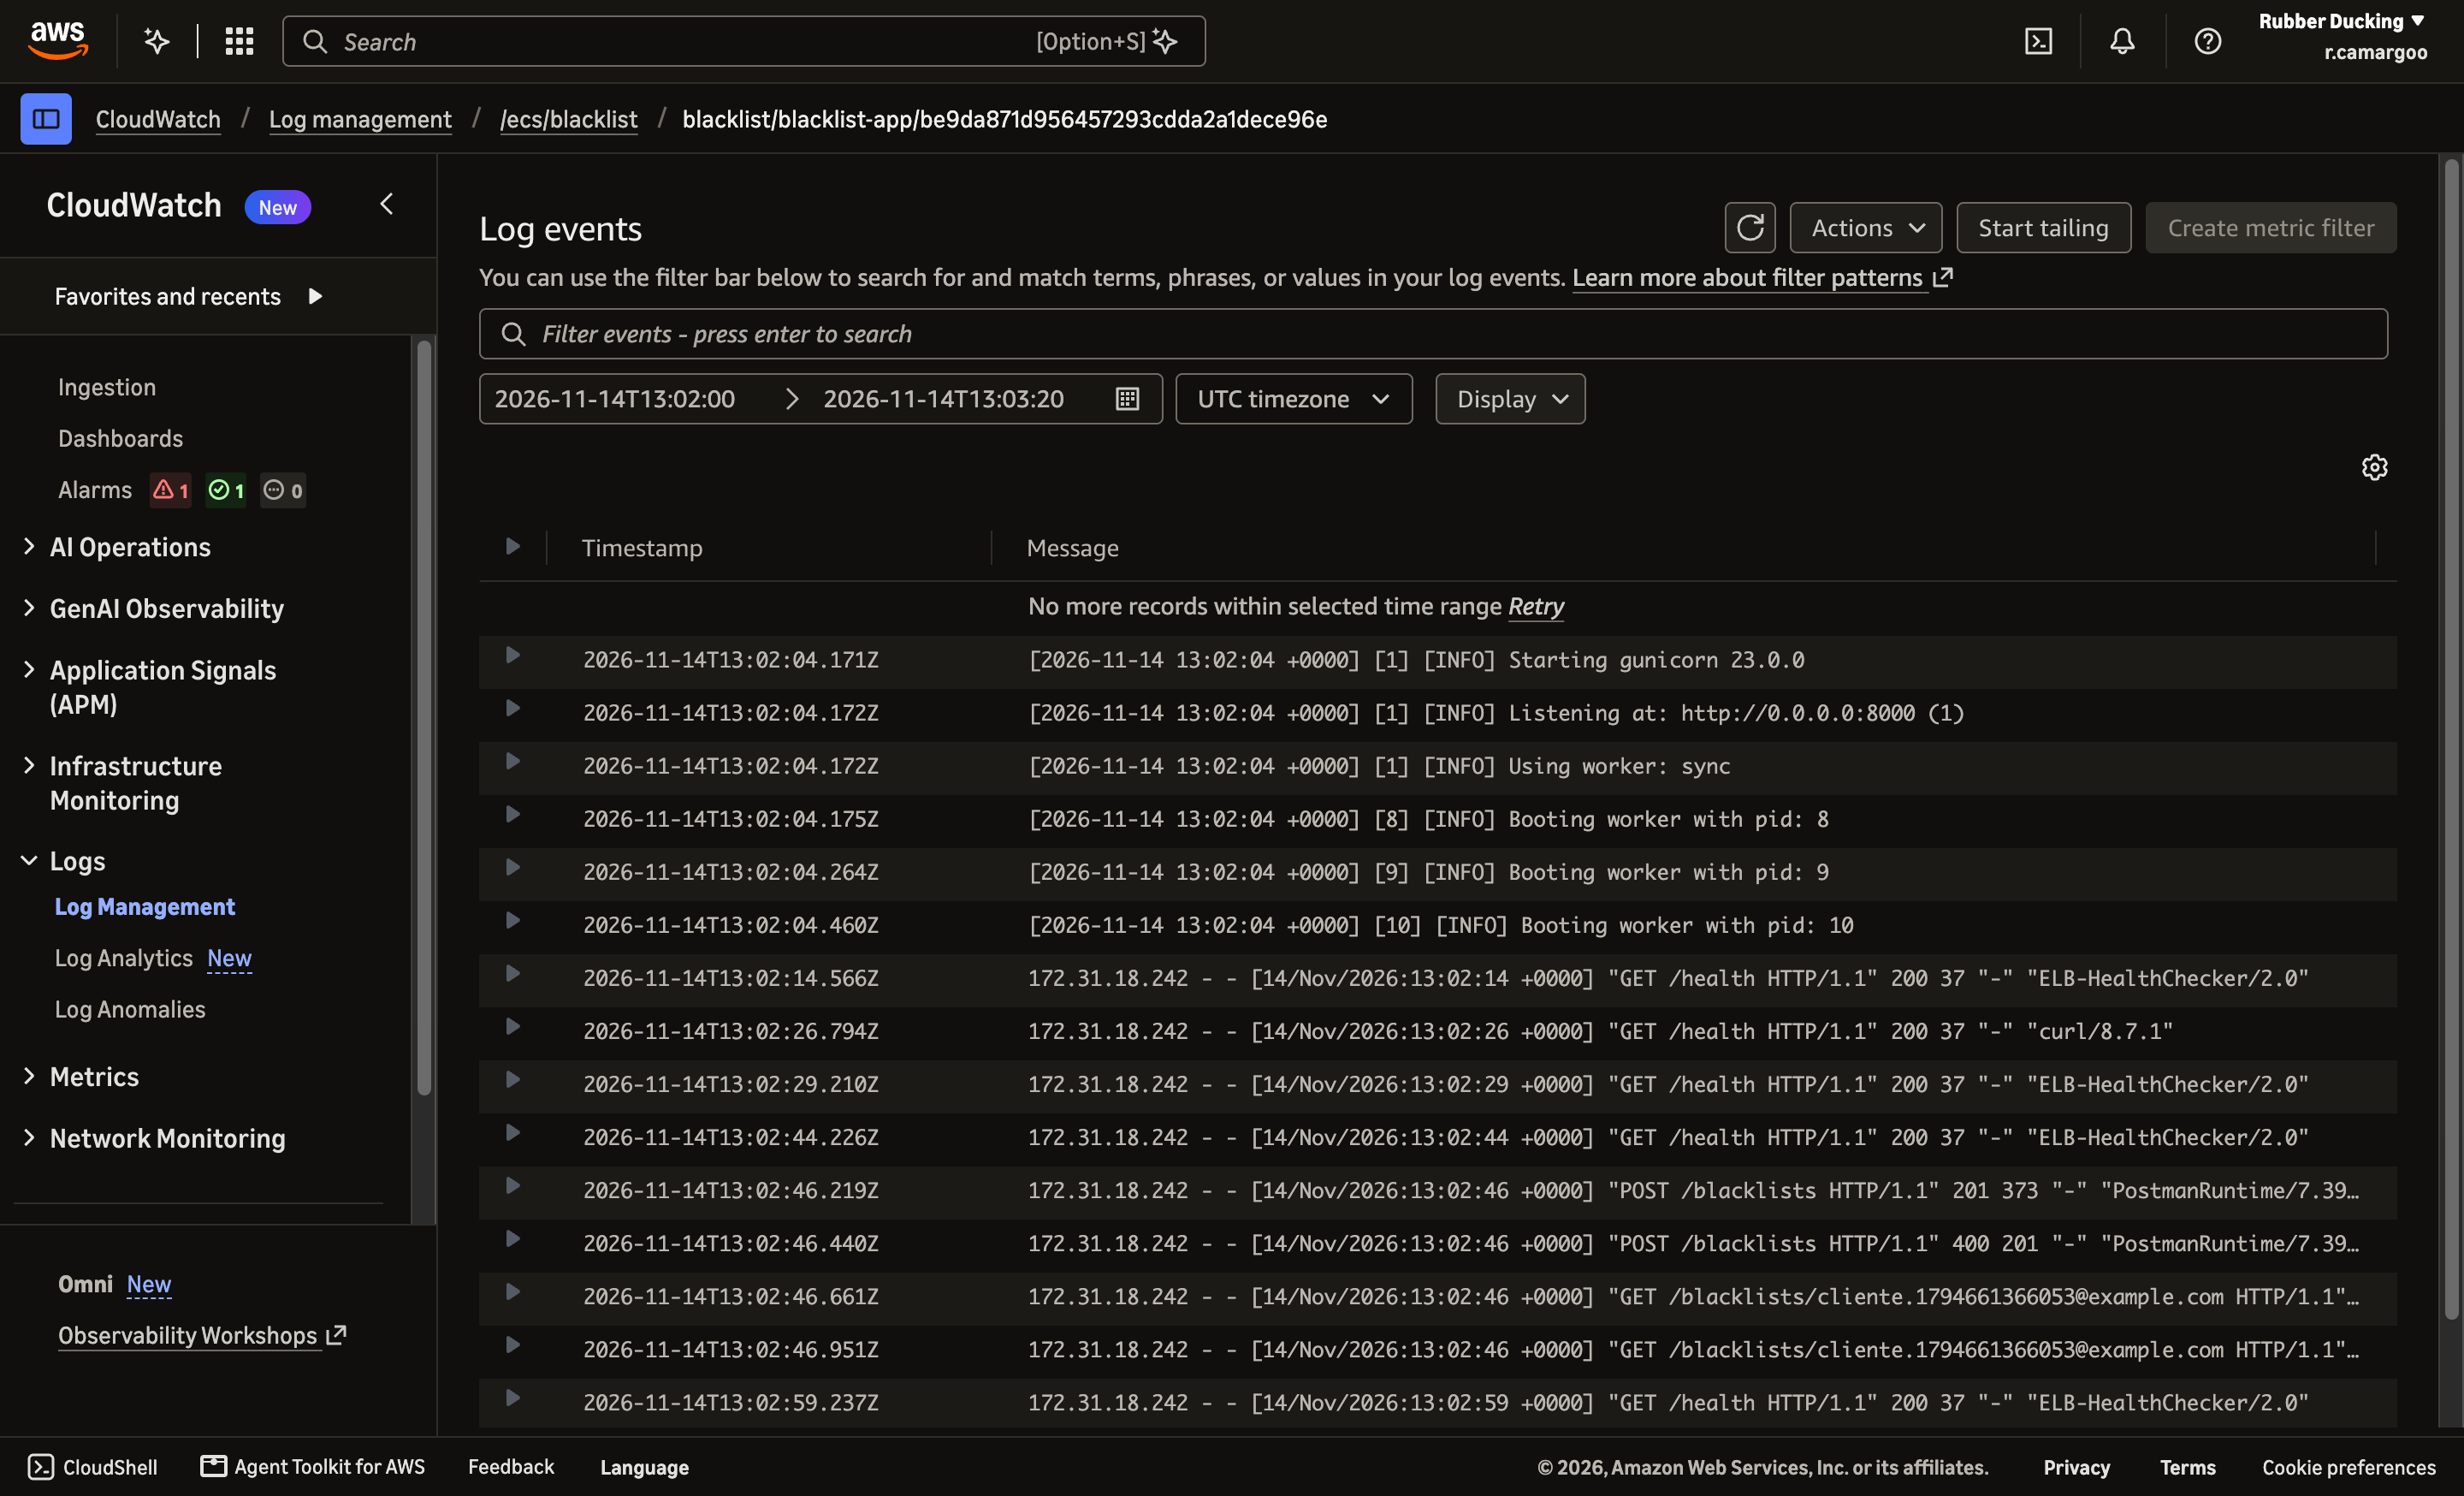 aws
Search [Option+S]
Rubber Ducking
r.camargoo
CloudWatch / Log management / /ecs/blacklist / blacklist/blacklist-app/be9da871d956457293cdda2a1dece96e
CloudWatch New
Favorites and recents
Ingestion
Dashboards
Alarms 1 1 0
AI Operations
GenAI Observability
Application Signals
(APM)
Infrastructure
Monitoring
Logs
Log Management
Log Analytics New
Log Anomalies
Metrics
Network Monitoring
Omni New
Observability Workshops
Log events
Actions
Start tailing
Create metric filter
You can use the filter bar below to search for and match terms, phrases, or values in your log events. Learn more about filter patterns
Filter events - press enter to search
2026-11-14T13:02:00 2026-11-14T13:03:20
UTC timezone
Display
Timestamp Message
No more records within selected time range Retry
2026-11-14T13:02:04.171Z [2026-11-14 13:02:04 +0000] [1] [INFO] Starting gunicorn 23.0.0
2026-11-14T13:02:04.172Z [2026-11-14 13:02:04 +0000] [1] [INFO] Listening at: http://0.0.0.0:8000 (1)
2026-11-14T13:02:04.172Z [2026-11-14 13:02:04 +0000] [1] [INFO] Using worker: sync
2026-11-14T13:02:04.175Z [2026-11-14 13:02:04 +0000] [8] [INFO] Booting worker with pid: 8
2026-11-14T13:02:04.264Z [2026-11-14 13:02:04 +0000] [9] [INFO] Booting worker with pid: 9
2026-11-14T13:02:04.460Z [2026-11-14 13:02:04 +0000] [10] [INFO] Booting worker with pid: 10
2026-11-14T13:02:14.566Z 172.31.18.242 - - [14/Nov/2026:13:02:14 +0000] "GET /health HTTP/1.1" 200 37 "-" "ELB-HealthChecker/2.0"
2026-11-14T13:02:26.794Z 172.31.18.242 - - [14/Nov/2026:13:02:26 +0000] "GET /health HTTP/1.1" 200 37 "-" "curl/8.7.1"
2026-11-14T13:02:29.210Z 172.31.18.242 - - [14/Nov/2026:13:02:29 +0000] "GET /health HTTP/1.1" 200 37 "-" "ELB-HealthChecker/2.0"
2026-11-14T13:02:44.226Z 172.31.18.242 - - [14/Nov/2026:13:02:44 +0000] "GET /health HTTP/1.1" 200 37 "-" "ELB-HealthChecker/2.0"
2026-11-14T13:02:46.219Z 172.31.18.242 - - [14/Nov/2026:13:02:46 +0000] "POST /blacklists HTTP/1.1" 201 373 "-" "PostmanRuntime/7.39…
2026-11-14T13:02:46.440Z 172.31.18.242 - - [14/Nov/2026:13:02:46 +0000] "POST /blacklists HTTP/1.1" 400 201 "-" "PostmanRuntime/7.39…
2026-11-14T13:02:46.661Z 172.31.18.242 - - [14/Nov/2026:13:02:46 +0000] "GET /blacklists/cliente.1794661366053@example.com HTTP/1.1"…
2026-11-14T13:02:46.951Z 172.31.18.242 - - [14/Nov/2026:13:02:46 +0000] "GET /blacklists/cliente.1794661366053@example.com HTTP/1.1"…
2026-11-14T13:02:59.237Z 172.31.18.242 - - [14/Nov/2026:13:02:59 +0000] "GET /health HTTP/1.1" 200 37 "-" "ELB-HealthChecker/2.0"
CloudShell Agent Toolkit for AWS Feedback Language © 2026, Amazon Web Services, Inc. or its affiliates. Privacy Terms Cookie preferences